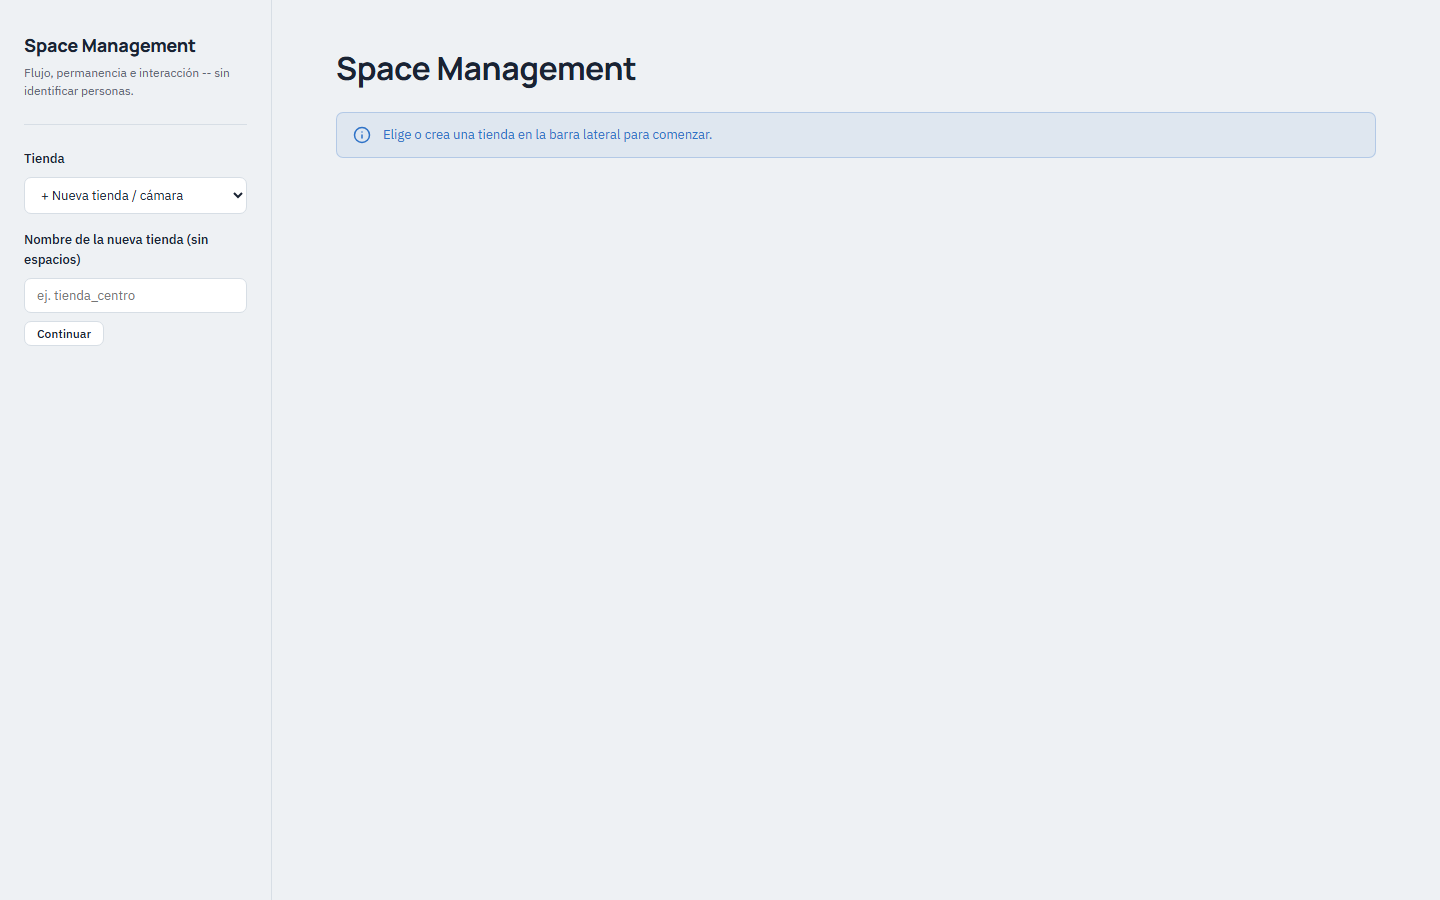 Space Management
Flujo, permanencia e interacción -- sin
identificar personas.
Tienda
+ Nueva tienda / cámara
Nombre de la nueva tienda (sin
espacios)
ej. tienda_centro
Continuar
Space Management
Elige o crea una tienda en la barra lateral para comenzar.